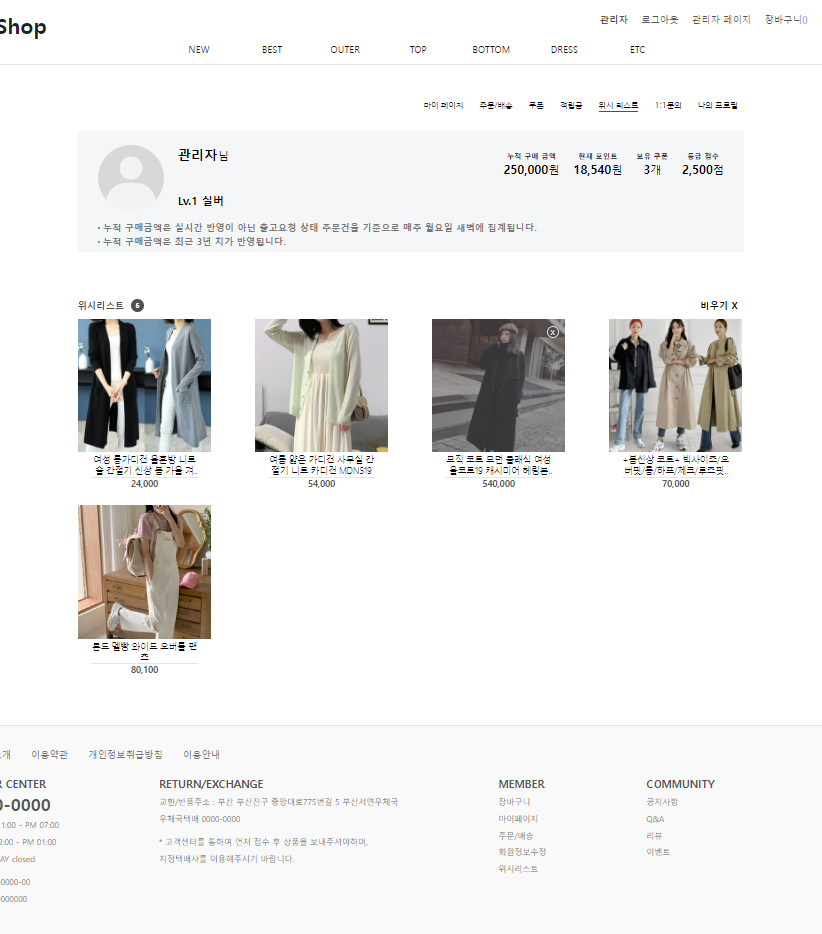 Shop
관리자 로그아웃 관리자 페이지 장바구니()
NEW BEST OUTER TOP BOTTOM DRESS ETC
마이 페이지 주문/배송 쿠폰 적립금 위시 리스트 1:1문의 나의 프로필
관리자님
누적 구매 금액 현재 포인트 보유 쿠폰 등급 점수
250,000원 18,540원 3개 2,500점
Lv.1 실버
• 누적 구매금액은 실시간 반영이 아닌 출고요청 상태 주문건을 기준으로 매주 월요일 새벽에 집계됩니다.
• 누적 구매금액은 최근 3년 치가 반영됩니다.
위시리스트 5
비우기 X
여성 롱가디건 울혼방 니트
숄 간절기 신상 봄 가을 겨..
24,000
여름 얇은 가디건 사무실 간
절기 니트 카디건 MDN319
54,000
x
모직 코트 모던 클래식 여성
울코트19 캐시미어 헤링본..
540,000
+봄신상 코트+ 빅사이즈/오
버핏/롱/하프/체크/루즈핏..
70,000
론드 멜빵 와이드 오버롤 팬
츠
80,100
개 이용약관 개인정보취급방침 이용안내
R CENTER
0-0000
1:00 ~ PM 07:00
2:00 ~ PM 01:00
AY closed
0000-00
000000
RETURN/EXCHANGE
교환/반품주소 : 부산 부산진구 중앙대로775번길 5 부산서면우체국
우체국택배 0000-0000
* 고객센터를 통하여 먼저 접수 후 상품을 보내주셔야하며,
지정택배사를 이용해주시기 바랍니다.
MEMBER
장바구니
마이페이지
주문/배송
회원정보수정
위시리스트
COMMUNITY
공지사항
Q&A
리뷰
이벤트